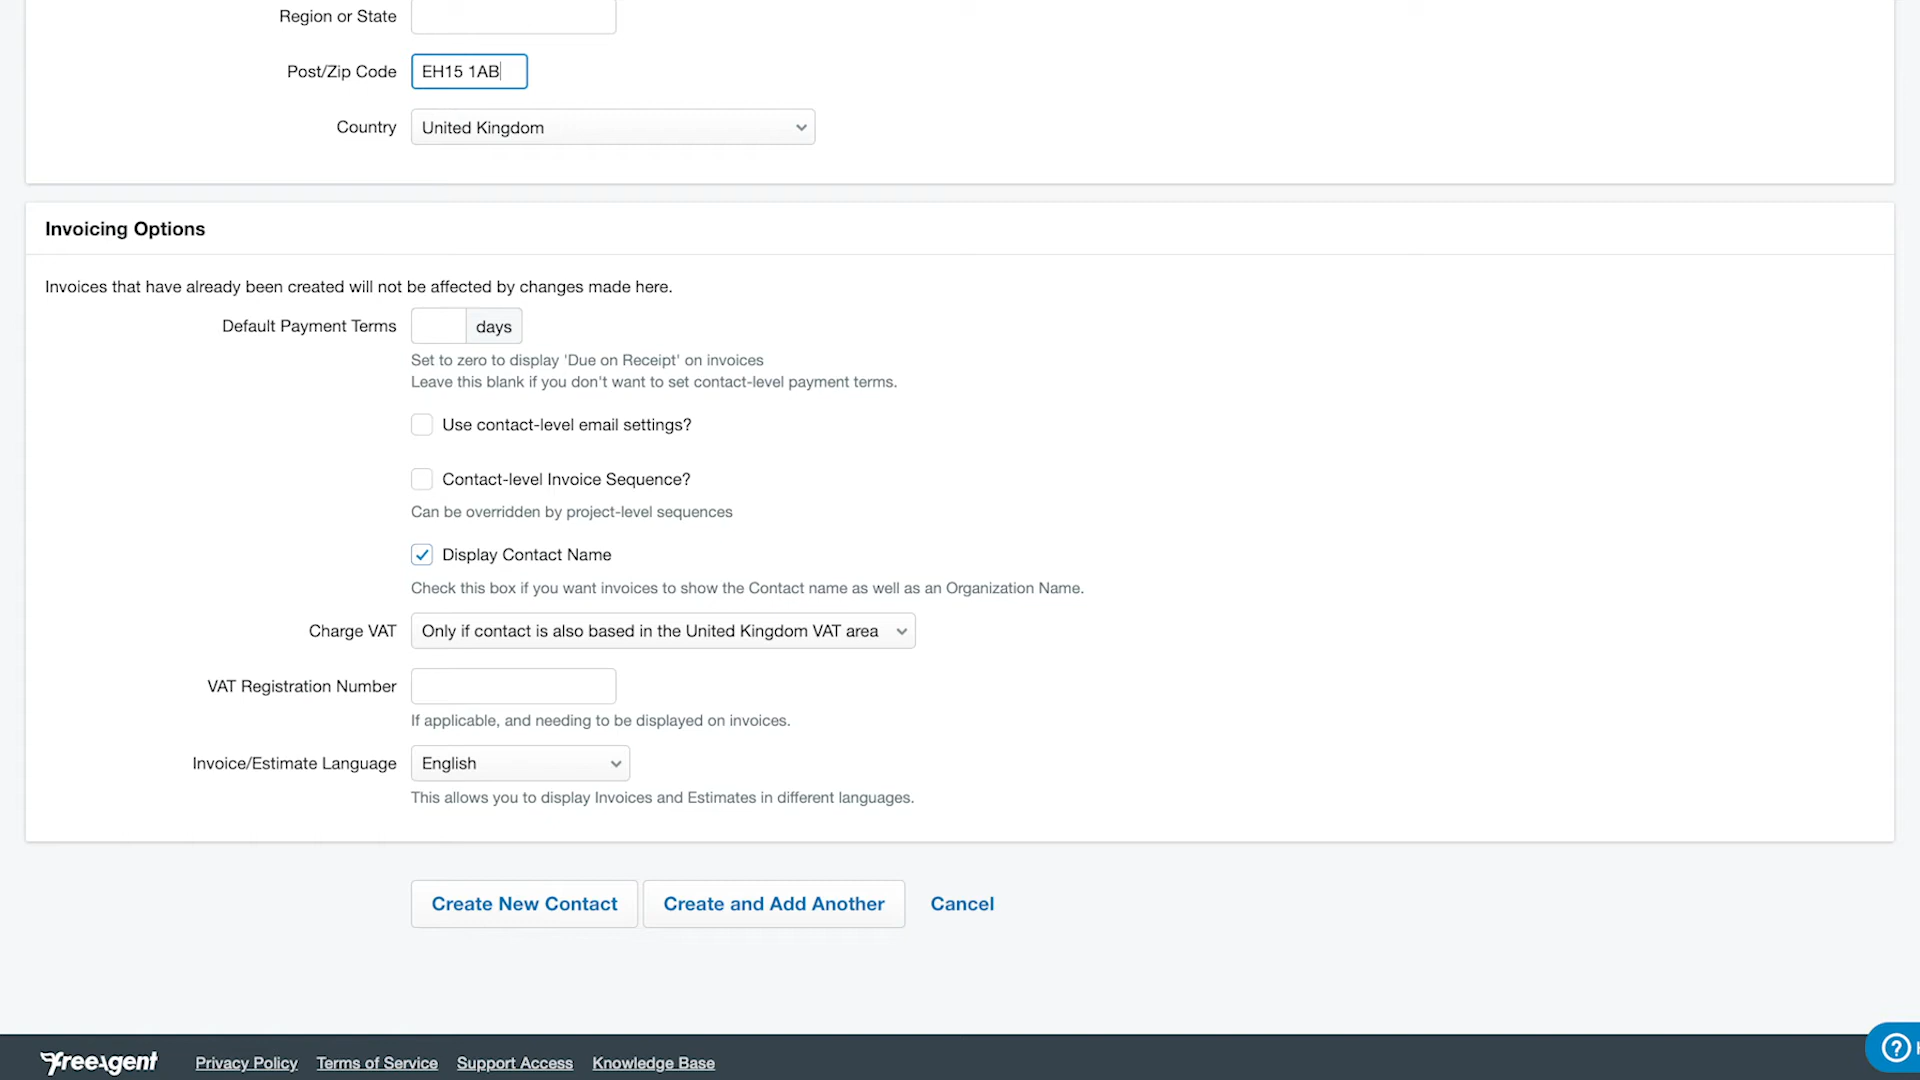 Region or State
Post/Zip Code EH15 1AB
Country United Kingdom
Invoicing Options
Invoices that have already been created will not be affected by changes made here.
Default Payment Terms days
Set to zero to display 'Due on Receipt' on invoices
Leave this blank if you don't want to set contact-level payment terms.
Use contact-level email settings?
Contact-level Invoice Sequence?
Can be overridden by project-level sequences
Display Contact Name
Check this box if you want invoices to show the Contact name as well as an Organization Name.
Charge VAT Only if contact is also based in the United Kingdom VAT area
VAT Registration Number
If applicable, and needing to be displayed on invoices.
Invoice/Estimate Language English
This allows you to display Invoices and Estimates in different languages.
Create New Contact Create and Add Another Cancel
FreeAgent Privacy Policy Terms of Service Support Access Knowledge Base ?